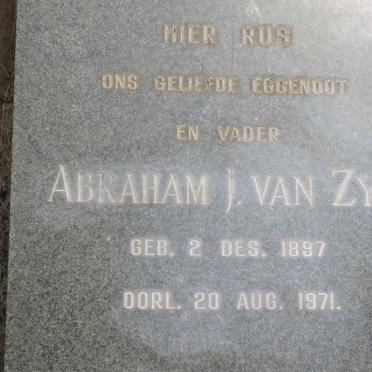 HIER RUS
ONS GELIEFDE EGGENOOT
EN VADER
ABRAHAM J. VAN ZY
GEB. 2 DES. 1897
OORL. 20 AUG. 1971.